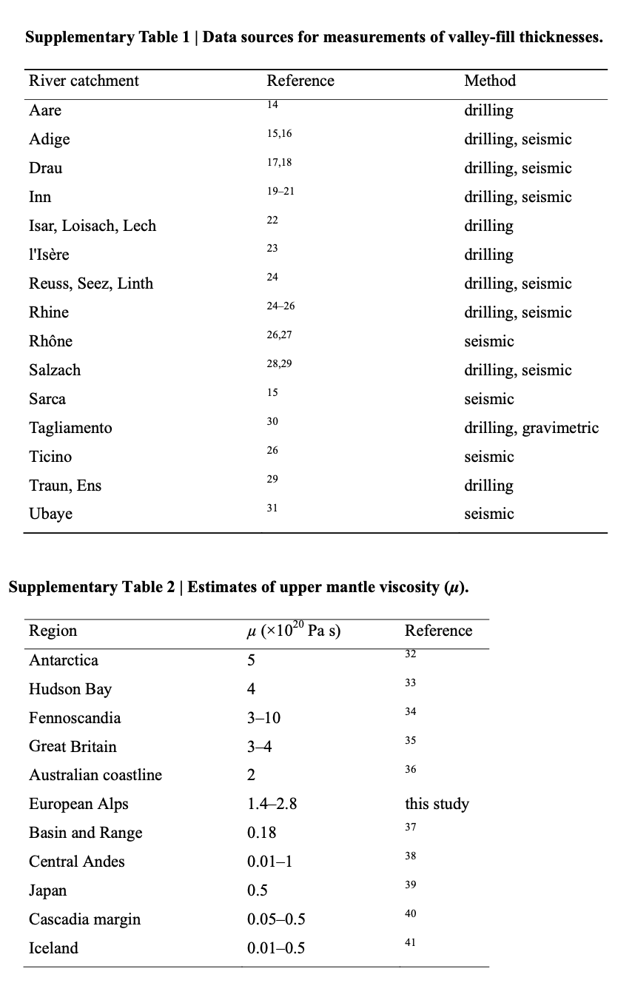 Supplementary Table 1 | Data sources for measurements of valley-fill thicknesses.
River catchment Reference Method
Aare 14 drilling
Adige 15,16 drilling, seismic
Drau 17,18 drilling, seismic
Inn 19–21 drilling, seismic
Isar, Loisach, Lech 22 drilling
l'Isère 23 drilling
Reuss, Seez, Linth 24 drilling, seismic
Rhine 24–26 drilling, seismic
Rhône 26,27 seismic
Salzach 28,29 drilling, seismic
Sarca 15 seismic
Tagliamento 30 drilling, gravimetric
Ticino 26 seismic
Traun, Ens 29 drilling
Ubaye 31 seismic
Supplementary Table 2 | Estimates of upper mantle viscosity (μ).
Region μ (×10²⁰ Pa s) Reference
Antarctica 5 32
Hudson Bay 4 33
Fennoscandia 3–10 34
Great Britain 3–4 35
Australian coastline 2 36
European Alps 1.4–2.8 this study
Basin and Range 0.18 37
Central Andes 0.01–1 38
Japan 0.5 39
Cascadia margin 0.05–0.5 40
Iceland 0.01–0.5 41